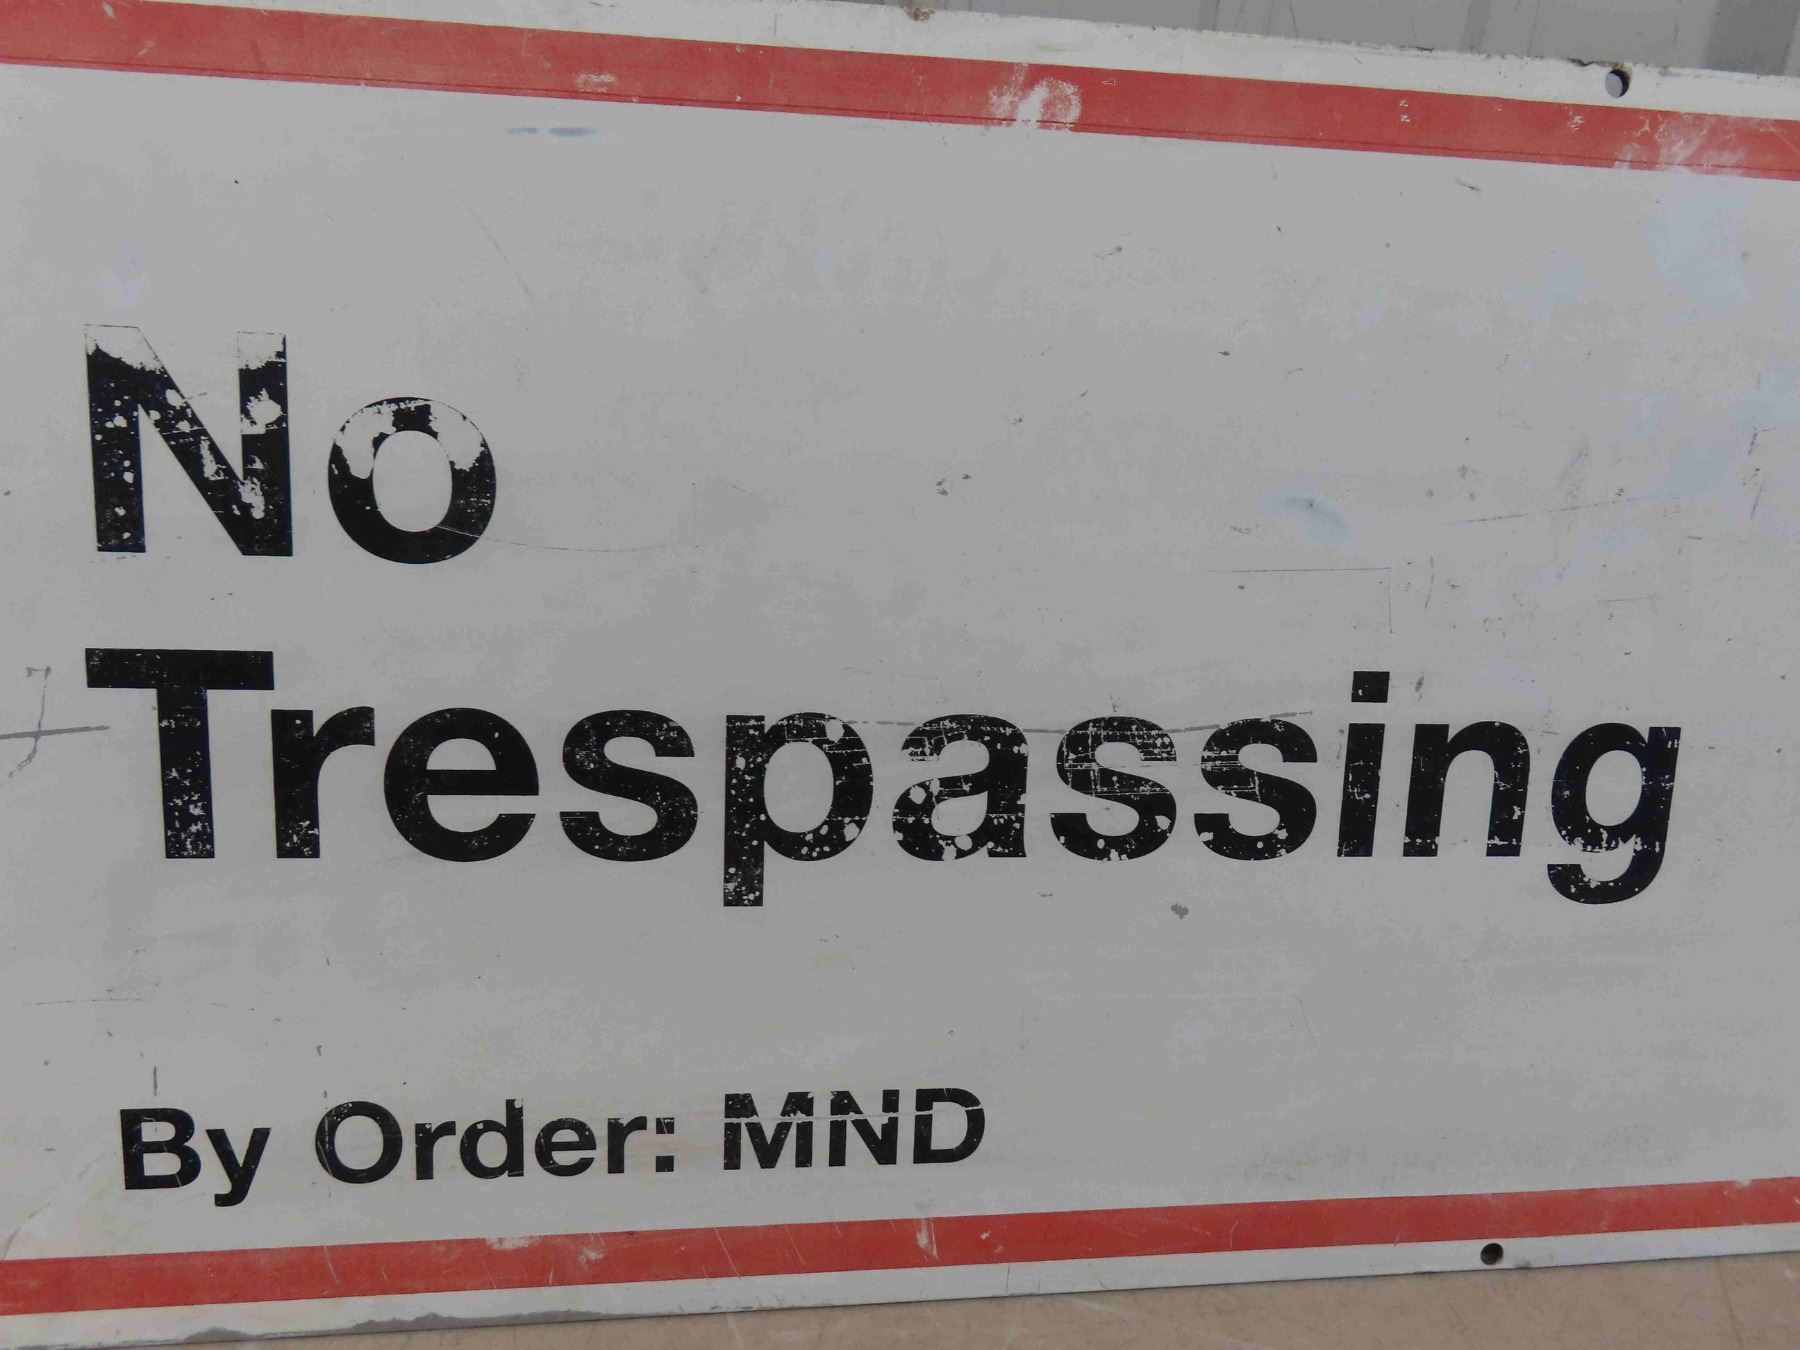 No
Trespassing
By Order: MND